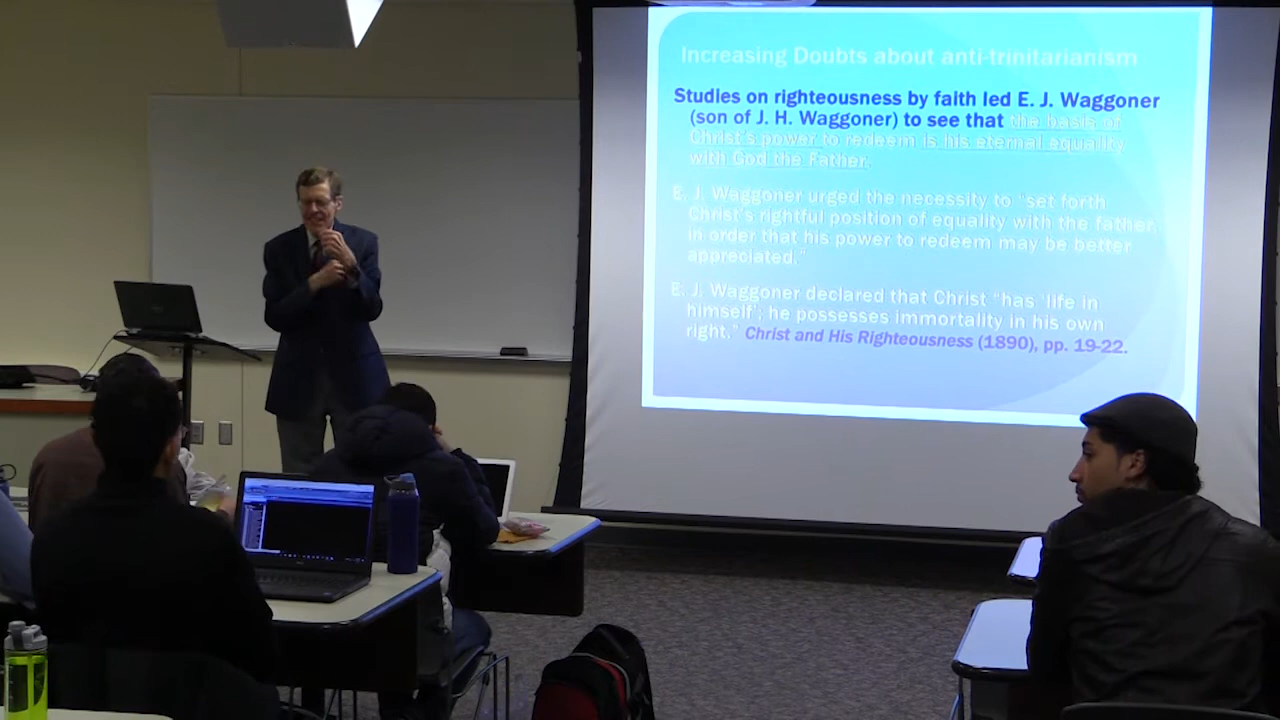 Increasing Doubts about anti-trinitarianism
Studies on righteousness by faith led E. J. Waggoner
(son of J. H. Waggoner) to see that the basis of
Christ's power to redeem is his eternal equality
with God the Father.
E. J. Waggoner urged the necessity to "set forth
Christ's rightful position of equality with the father,
in order that his power to redeem may be better
appreciated."
E. J. Waggoner declared that Christ "has 'life in
himself'; he possesses immortality in his own
right." Christ and His Righteousness (1890), pp. 19-22.